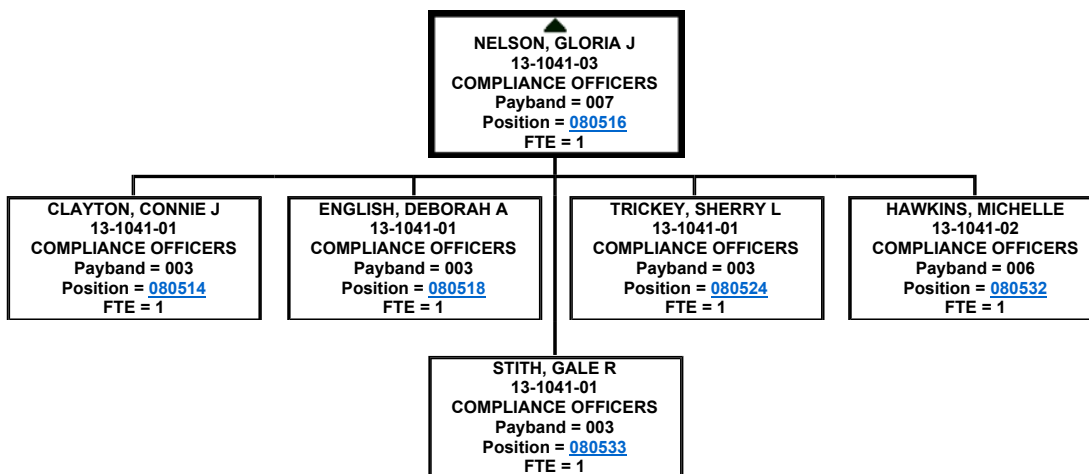 NELSON, GLORIA J
13-1041-03
COMPLIANCE OFFICERS
Payband = 007
Position = 080516
FTE = 1
CLAYTON, CONNIE J
13-1041-01
COMPLIANCE OFFICERS
Payband = 003
Position = 080514
FTE = 1
ENGLISH, DEBORAH A
13-1041-01
COMPLIANCE OFFICERS
Payband = 003
Position = 080518
FTE = 1
TRICKEY, SHERRY L
13-1041-01
COMPLIANCE OFFICERS
Payband = 003
Position = 080524
FTE = 1
HAWKINS, MICHELLE
13-1041-02
COMPLIANCE OFFICERS
Payband = 006
Position = 080532
FTE = 1
STITH, GALE R
13-1041-01
COMPLIANCE OFFICERS
Payband = 003
Position = 080533
FTE = 1